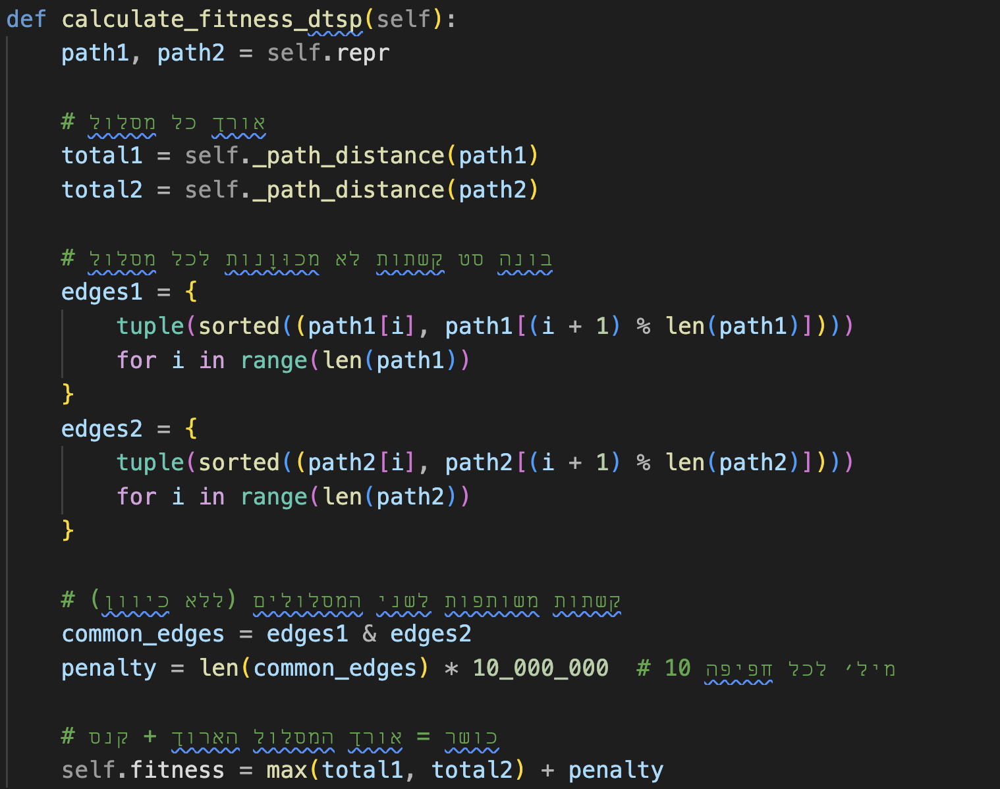 def calculate_fitness_dtsp(self):
    path1, path2 = self.repr

    # אורך כל מסלול
    total1 = self._path_distance(path1)
    total2 = self._path_distance(path2)

    # בונה סט קשתות לא מכוּוָנות לכל מסלול
    edges1 = {
        tuple(sorted((path1[i], path1[(i + 1) % len(path1)])))
        for i in range(len(path1))
    }
    edges2 = {
        tuple(sorted((path2[i], path2[(i + 1) % len(path2)])))
        for i in range(len(path2))
    }

    # קשתות משותפות לשני המסלולים (ללא כיוון)
    common_edges = edges1 & edges2
    penalty = len(common_edges) * 10_000_000  # 10 מיל׳ לכל חפיפה

    # כושר = אורך המסלול הארוך + קנס
    self.fitness = max(total1, total2) + penalty